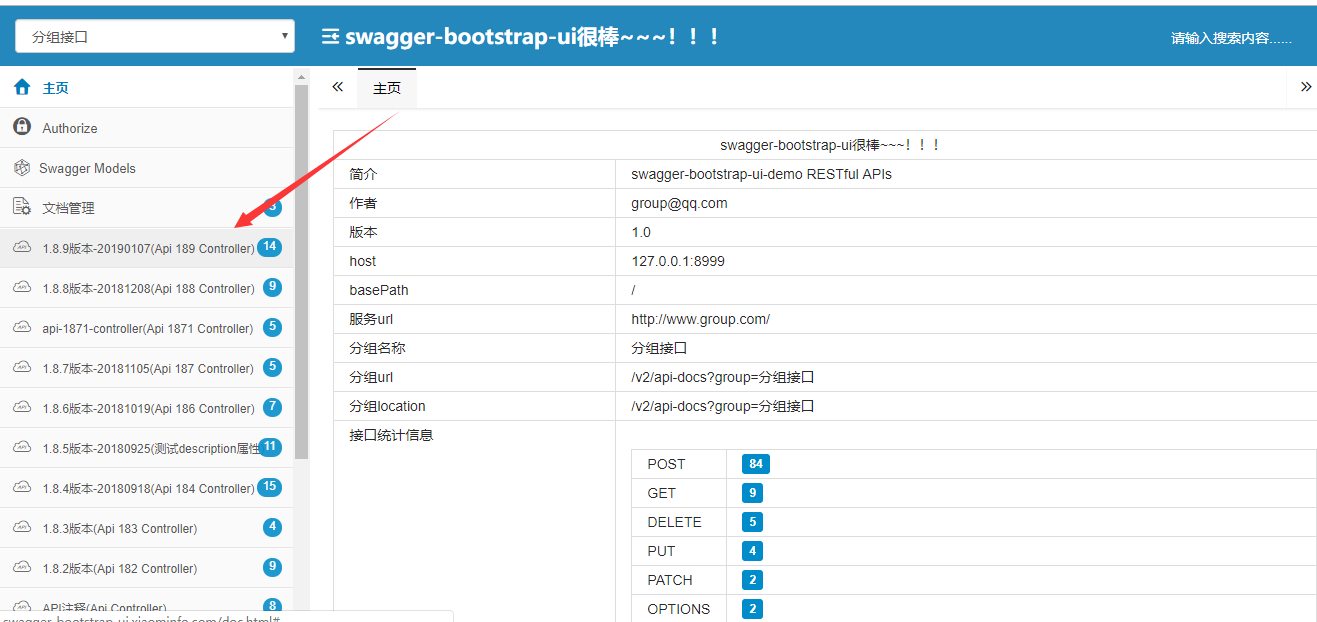 分组接口
swagger-bootstrap-ui很棒~~~！！！
请输入搜索内容......
主页
Authorize
Swagger Models
文档管理 3
1.8.9版本-20190107(Api 189 Controller) 14
1.8.8版本-20181208(Api 188 Controller) 9
api-1871-controller(Api 1871 Controller) 5
1.8.7版本-20181105(Api 187 Controller) 5
1.8.6版本-20181019(Api 186 Controller) 7
1.8.5版本-20180925(测试description属性 11
1.8.4版本-20180918(Api 184 Controller) 15
1.8.3版本(Api 183 Controller) 4
1.8.2版本(Api 182 Controller) 9
API注释(Api Controller) 8
swagger-bootstrap-ui.xiaominfo.com/doc.html#
主页
swagger-bootstrap-ui很棒~~~！！！
简介 swagger-bootstrap-ui-demo RESTful APIs
作者 group@qq.com
版本 1.0
host 127.0.0.1:8999
basePath /
服务url http://www.group.com/
分组名称 分组接口
分组url /v2/api-docs?group=分组接口
分组location /v2/api-docs?group=分组接口
接口统计信息
POST 84
GET 9
DELETE 5
PUT 4
PATCH 2
OPTIONS 2